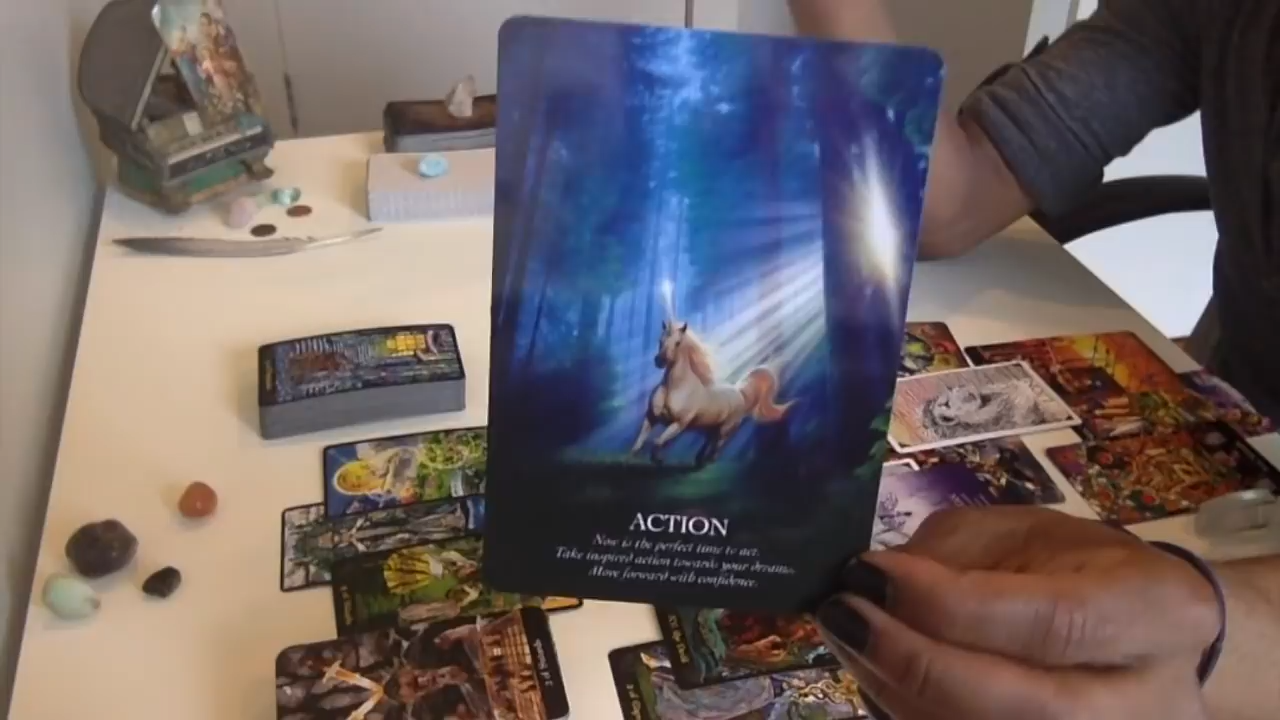 ACTION
Now is the perfect time to act.
Take inspired action towards your dreams.
Move forward with confidence.